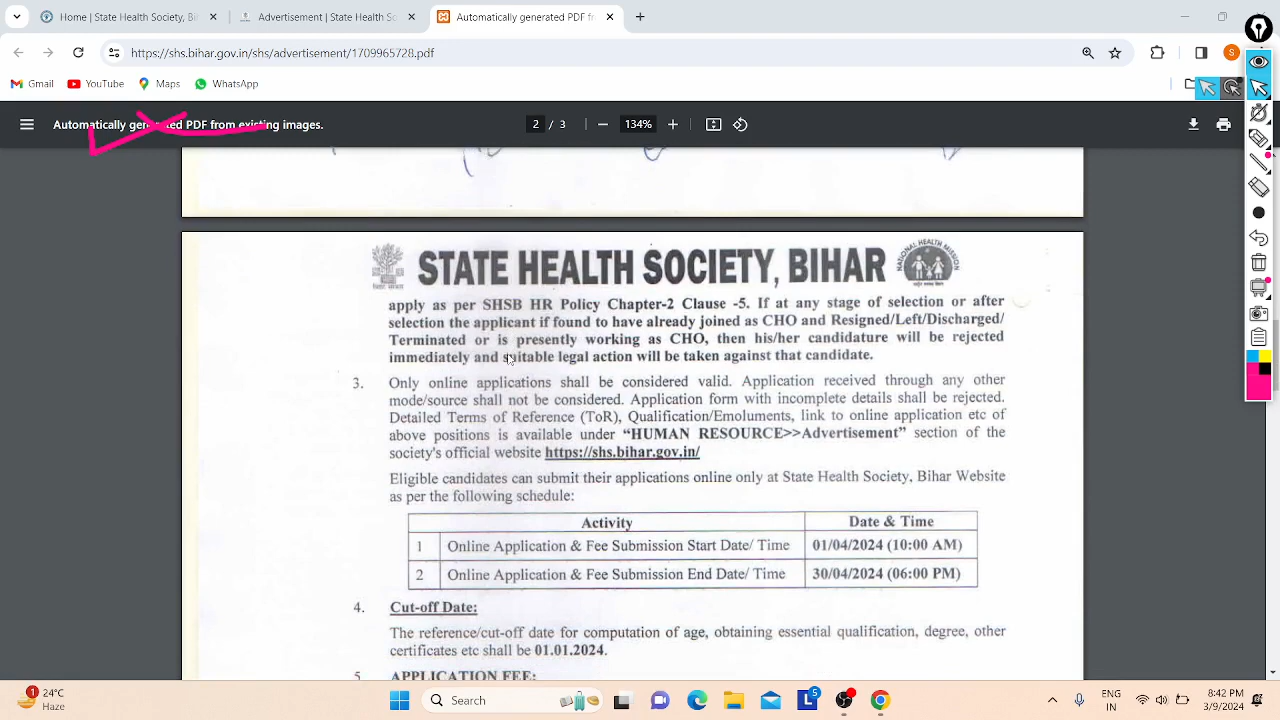 Home | State Health Society, Bi
Advertisement | State Health So
Automatically generated PDF fr
https://shs.bihar.gov.in/shs/advertisement/1709965728.pdf
S
Gmail
YouTube
Maps
WhatsApp
Automatically generated PDF from existing images.
2 / 3
134%
STATE HEALTH SOCIETY, BIHAR
NATIONAL HEALTH MISSION
apply as per SHSB HR Policy Chapter-2 Clause -5. If at any stage of selection or after
selection the applicant if found to have already joined as CHO and Resigned/Left/Discharged/
Terminated or is presently working as CHO, then his/her candidature will be rejected
immediately and suitable legal action will be taken against that candidate.
3. Only online applications shall be considered valid. Application received through any other
mode/source shall not be considered. Application form with incomplete details shall be rejected.
Detailed Terms of Reference (ToR), Qualification/Emoluments, link to online application etc of
above positions is available under “HUMAN RESOURCE>>Advertisement” section of the
society's official website https://shs.bihar.gov.in/
Eligible candidates can submit their applications online only at State Health Society, Bihar Website
as per the following schedule:
Activity Date & Time
1 Online Application & Fee Submission Start Date/ Time 01/04/2024 (10:00 AM)
2 Online Application & Fee Submission End Date/ Time 30/04/2024 (06:00 PM)
4. Cut-off Date:
The reference/cut-off date for computation of age, obtaining essential qualification, degree, other
certificates etc shall be 01.01.2024.
5 APPLICATION FEE:
1
24°C
Haze
Search
L
5
ENG
IN
8:42 PM
3/9/2024